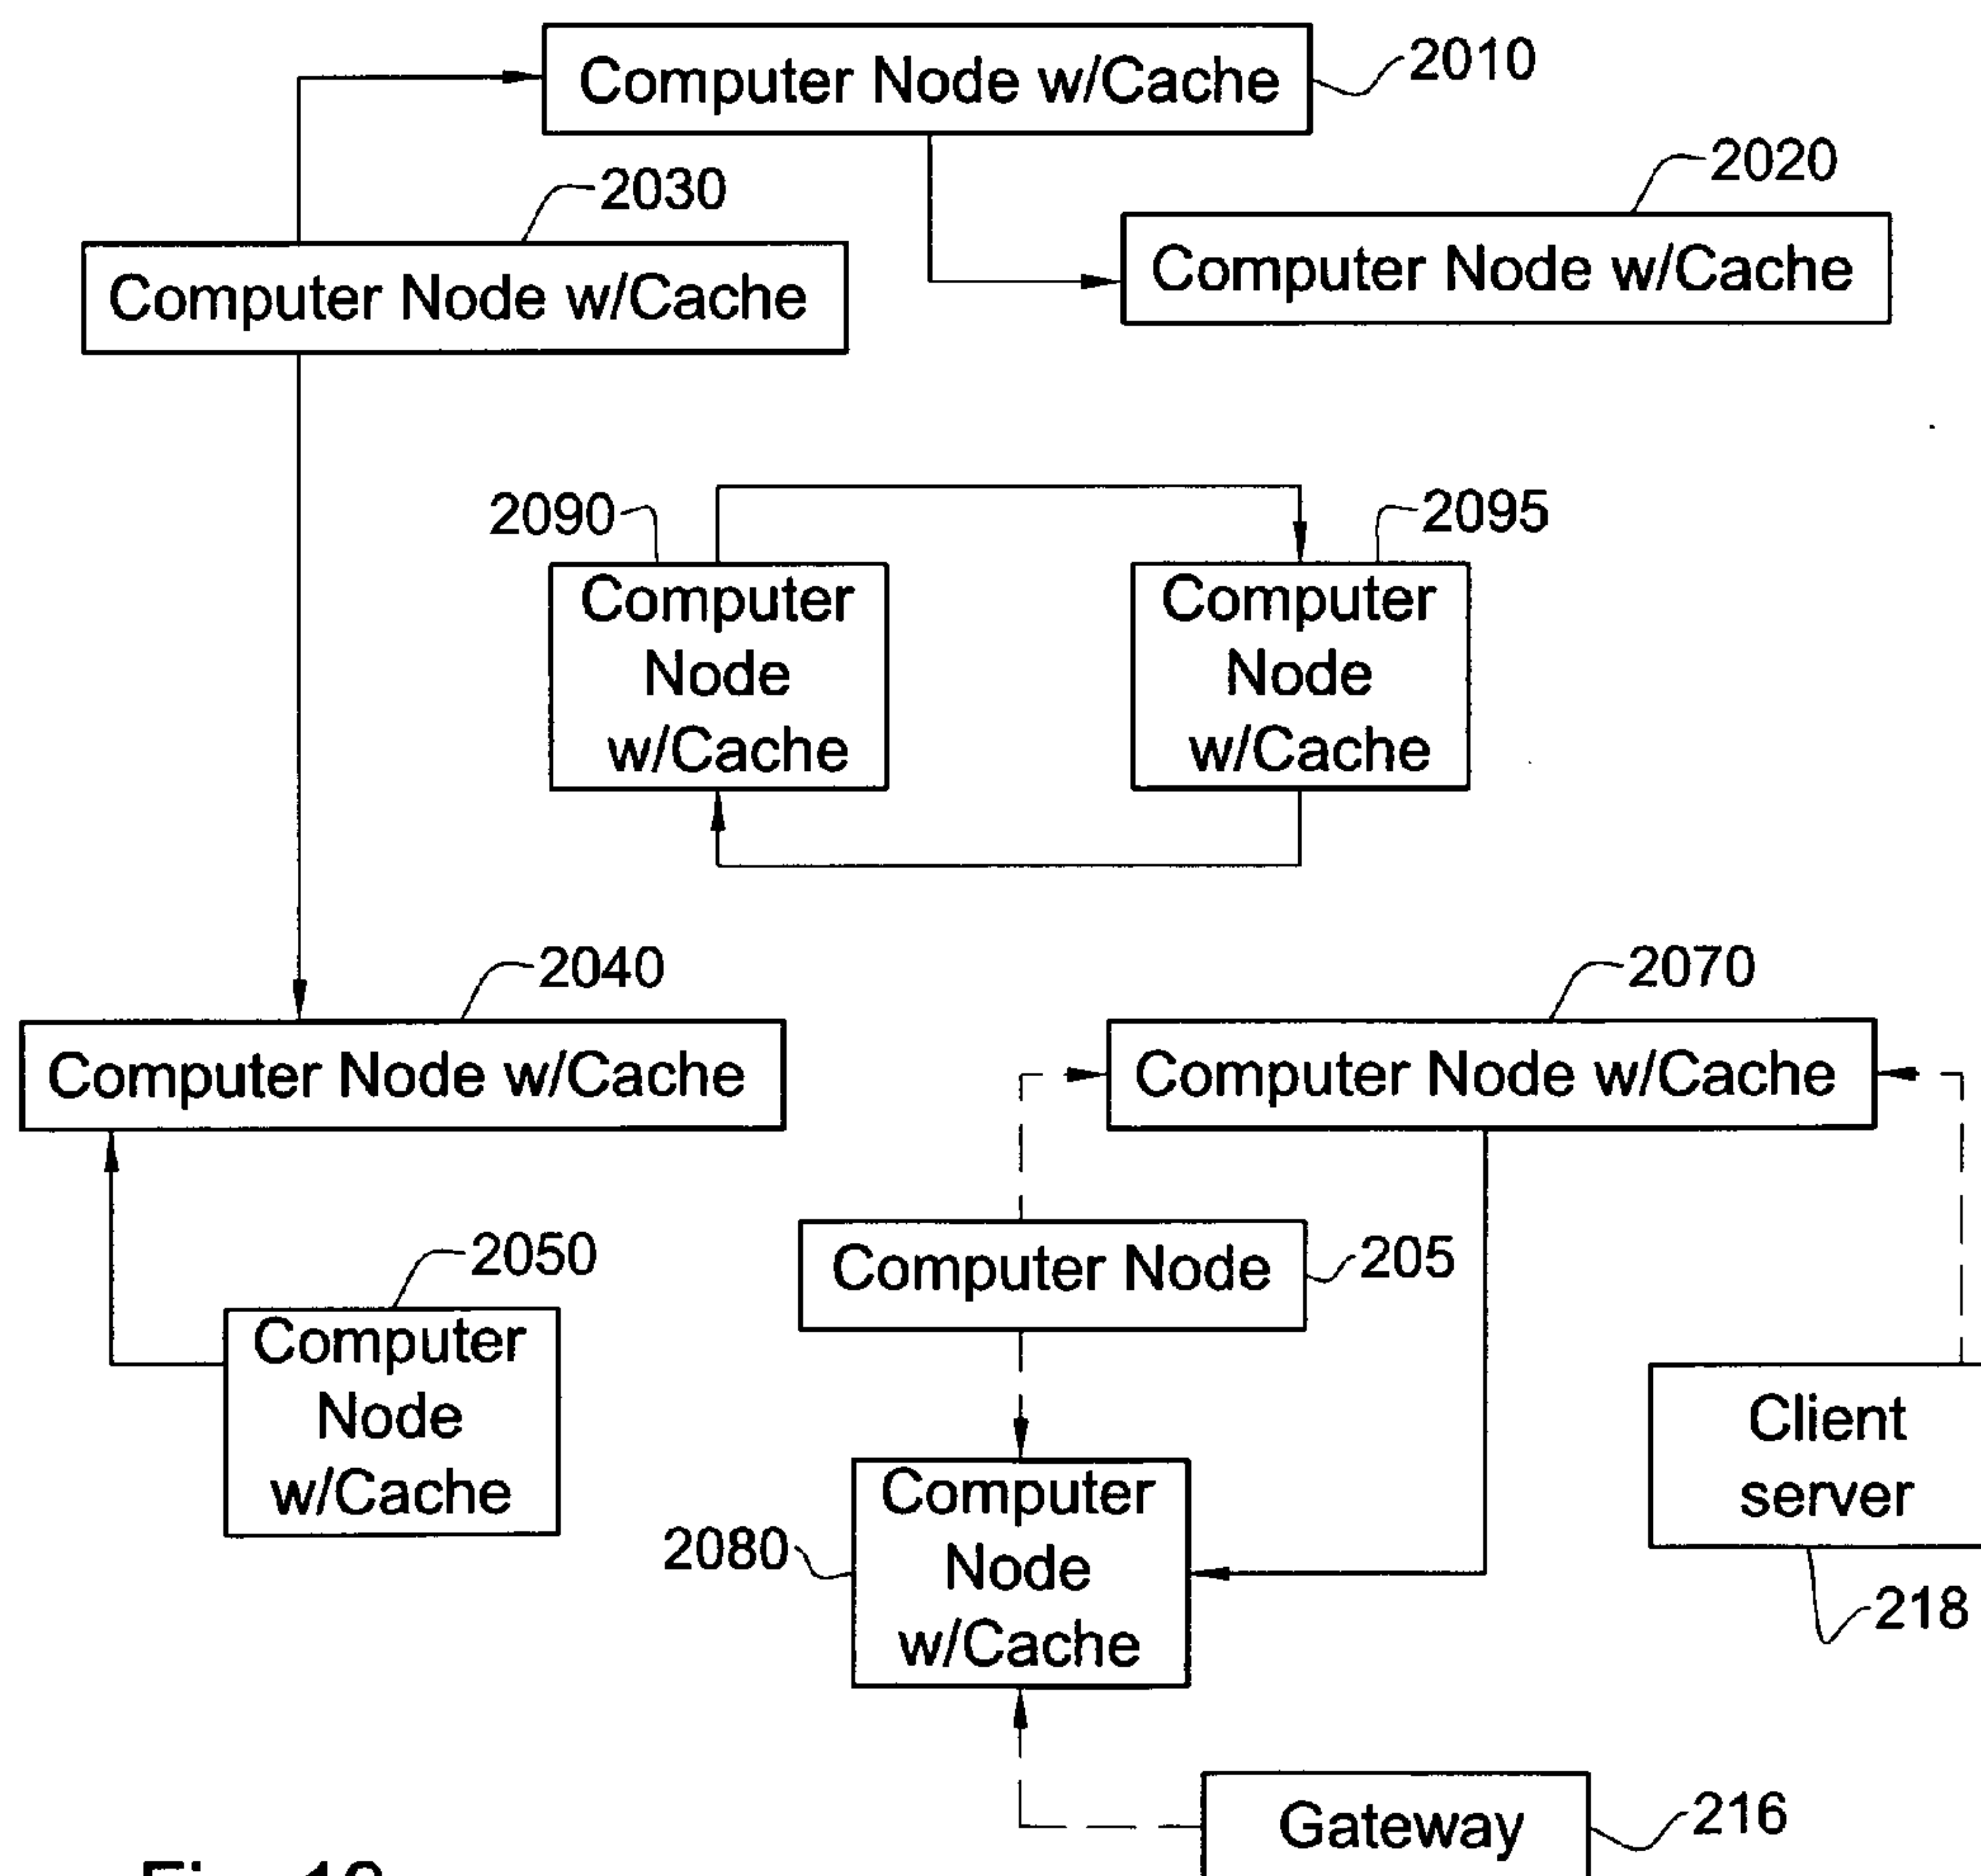 Computer Node w/Cache
2010
2020
2030
Computer Node w/Cache
Computer Node w/Cache
2090
2095
Computer
Node
w/Cache
Computer
Node
w/Cache
2040
2070
Computer Node w/Cache
Computer Node w/Cache
2050
Computer Node
205
Computer
Node
w/Cache
Client
server
2080
Computer
Node
w/Cache
218
Gateway
216